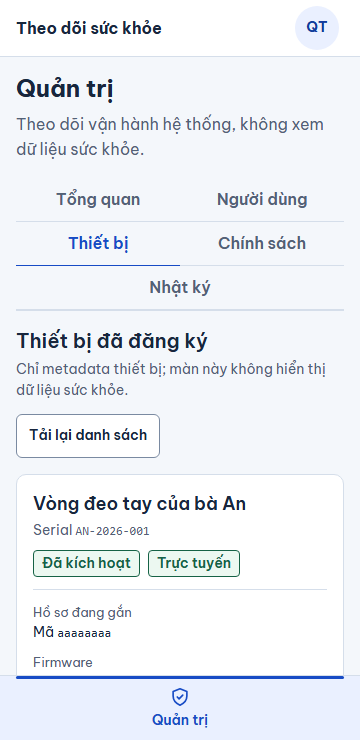 Theo dõi sức khỏe
QT
Quản trị
Theo dõi vận hành hệ thống, không xem
dữ liệu sức khỏe.
Tổng quan
Người dùng
Thiết bị
Chính sách
Nhật ký
Thiết bị đã đăng ký
Chỉ metadata thiết bị; màn này không hiển thị
dữ liệu sức khỏe.
Tải lại danh sách
Vòng đeo tay của bà An
Serial AN-2026-001
Đã kích hoạt
Trực tuyến
Hồ sơ đang gắn
Mã aaaaaaaa
Firmware
Quản trị